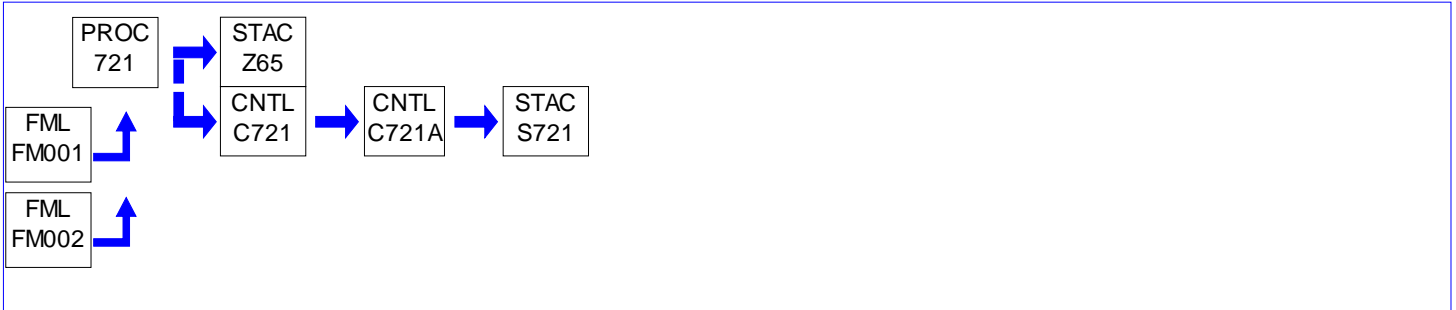 PROC
721
STAC
Z65
CNTL
C721
CNTL
C721A
STAC
S721
FML
FM001
FML
FM002